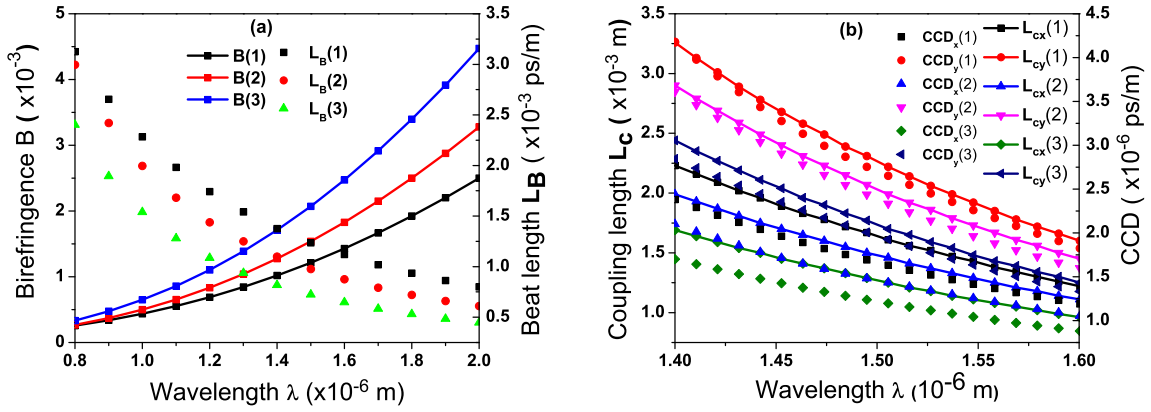 (a)
Birefringence B ( x10⁻³)
5
4
3
2
1
0
B(1)
B(2)
B(3)
L_B(1)
L_B(2)
L_B(3)
3.5
3.0
2.5
2.0
1.5
1.0
0.5
Beat length L_B ( x10⁻³ ps/m)
0.8 1.0 1.2 1.4 1.6 1.8 2.0
Wavelength λ (x10⁻⁶ m)
(b)
Coupling length L_C ( x10⁻³ m)
3.5
3.0
2.5
2.0
1.5
1.0
CCD_x(1)
CCD_y(1)
CCD_x(2)
CCD_y(2)
CCD_x(3)
CCD_y(3)
L_cx(1)
L_cy(1)
L_cx(2)
L_cy(2)
L_cx(3)
L_cy(3)
4.5
4.0
3.5
3.0
2.5
2.0
1.5
1.0
CCD ( x10⁻⁶ ps/m)
1.40 1.45 1.50 1.55 1.60
Wavelength λ (10⁻⁶ m)